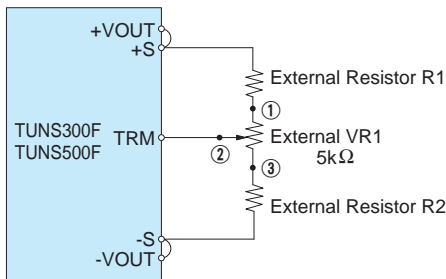 +VOUT
+S
External Resistor R1
①
TUNS300F
TUNS500F
TRM
②
External VR1
5kΩ
③
External Resistor R2
-S
-VOUT